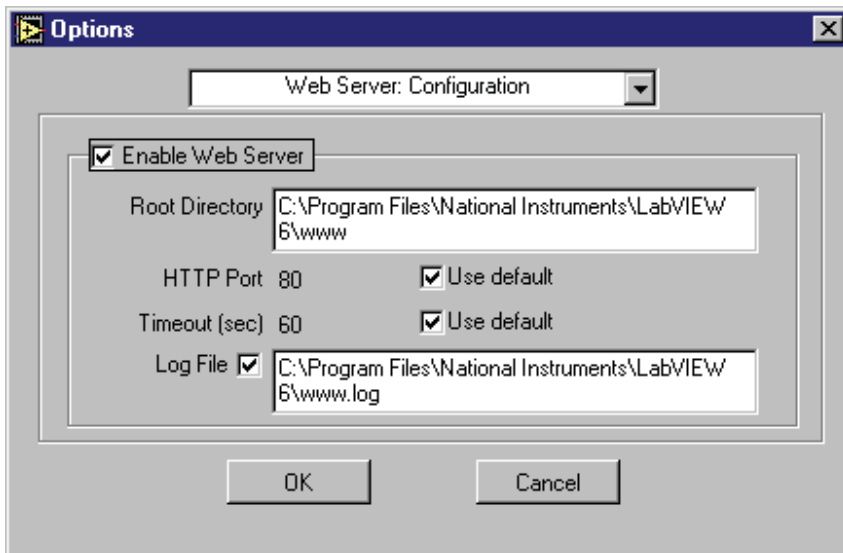 Options
Web Server: Configuration
Enable Web Server
Root Directory C:\Program Files\National Instruments\LabVIEW
6\www
HTTP Port 80 Use default
Timeout (sec) 60 Use default
Log File C:\Program Files\National Instruments\LabVIEW
6\www.log
OK Cancel